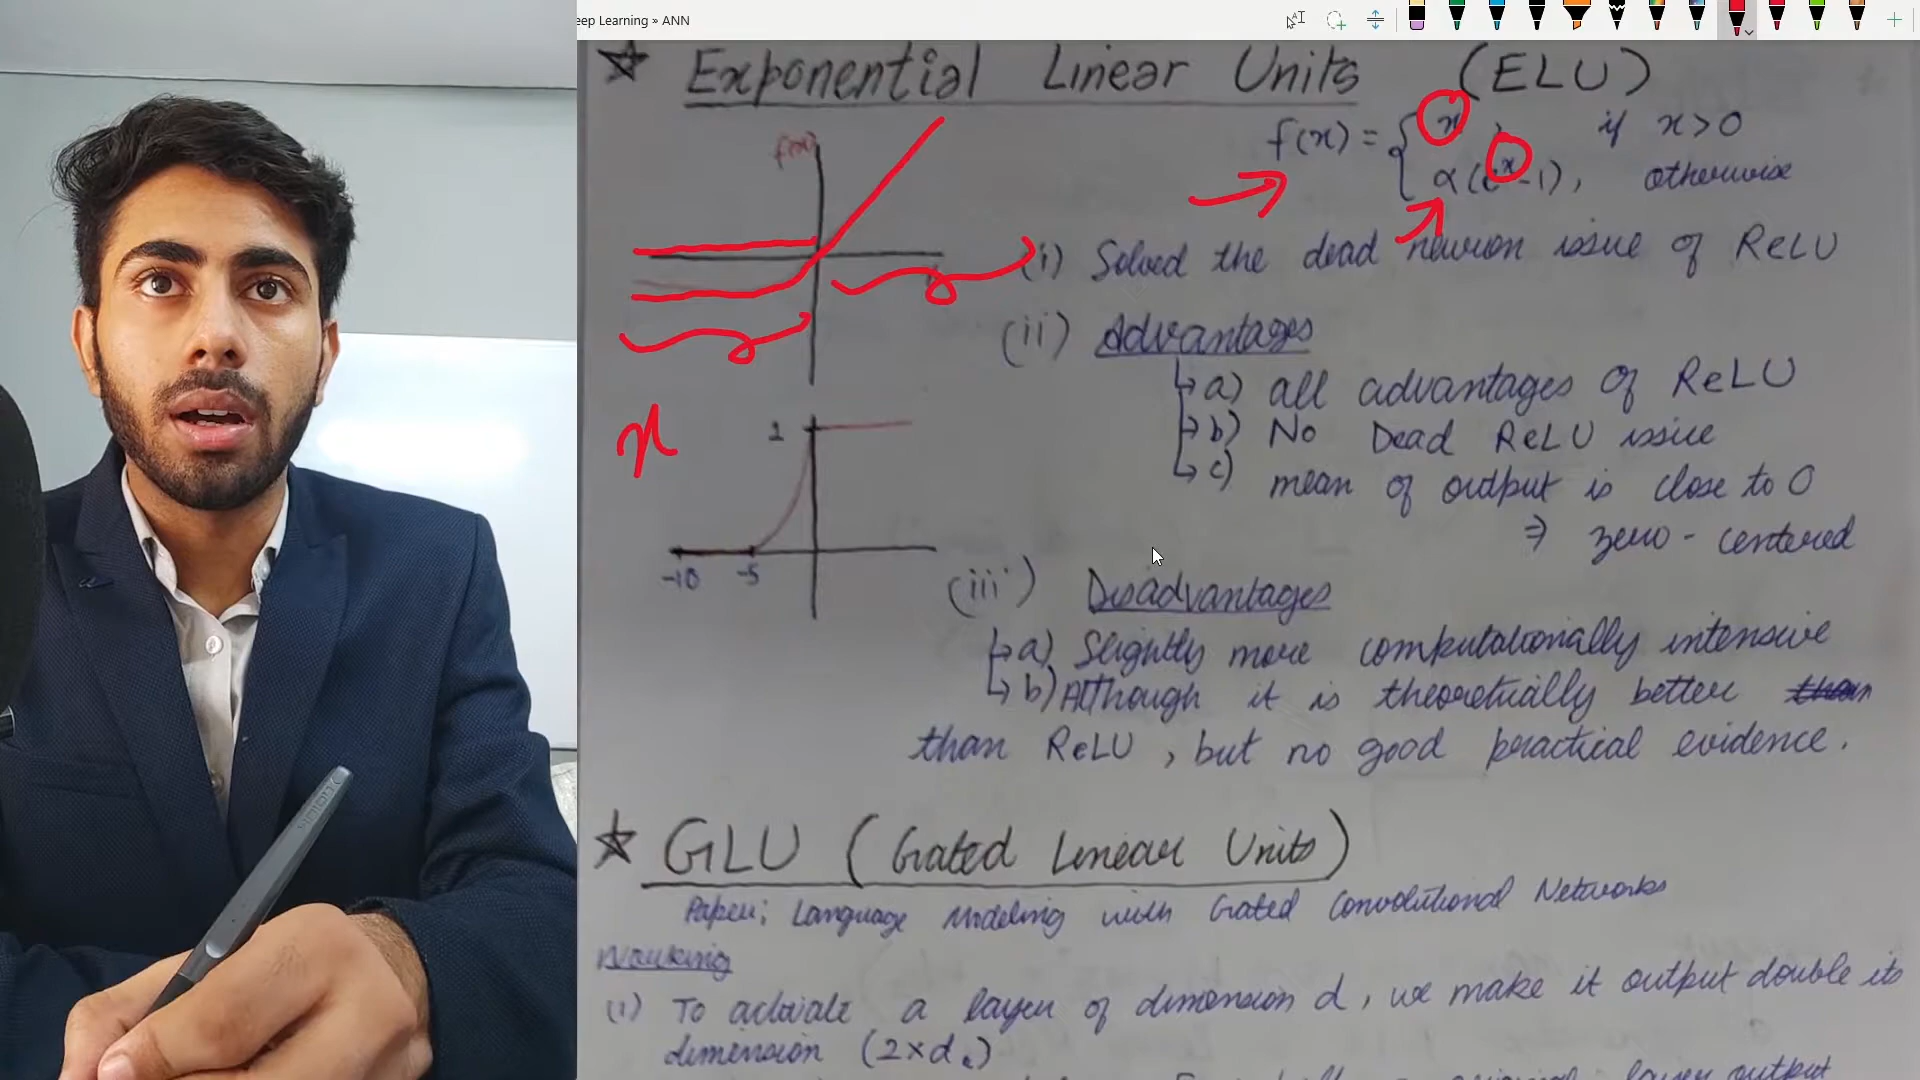 eep Learning » ANN
☆ Exponential Linear Units (ELU)
f(x)
f(x) = { x, if x>0
α(e^x-1), otherwise
(i) Solved the dead neuron issue of ReLU
(ii) Advantages
a) all advantages of ReLU
b) No Dead ReLU issue
c) mean of output is close to 0
⇒ zero - centered
x
1
-10 -5
(iii) Disadvantages
a) Slightly more computationally intensive
b) Although it is theoretically better than
than ReLU, but no good practical evidence.
☆ GLU (Gated Linear Units)
Paper: Language Modeling with Gated Convolutional Networks
Working
(i) To activate a layer of dimension d, we make it output double its
dimension (2×d)
layer output